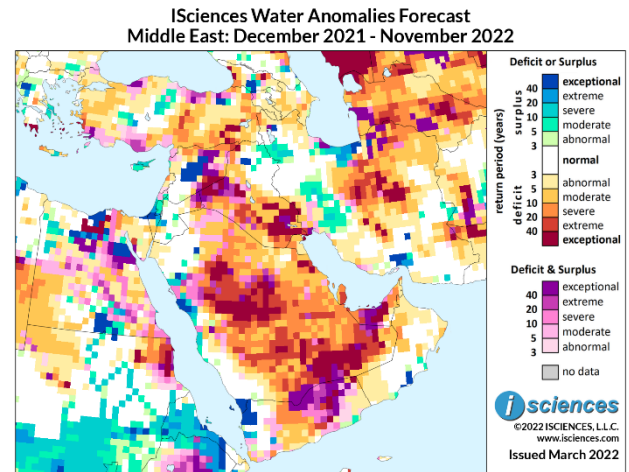 ISciences Water Anomalies Forecast
Middle East: December 2021 - November 2022
Deficit or Surplus
return period (years)
surplus
deficit
exceptional
40
extreme
20
severe
10
moderate
5
abnormal
3
normal
3
abnormal
5
moderate
10
severe
20
extreme
40
exceptional
Deficit & Surplus
exceptional
40
extreme
20
severe
10
moderate
5
abnormal
3
no data
i sciences
©2022 ISCIENCES, L.L.C.
www.isciences.com
Issued March 2022